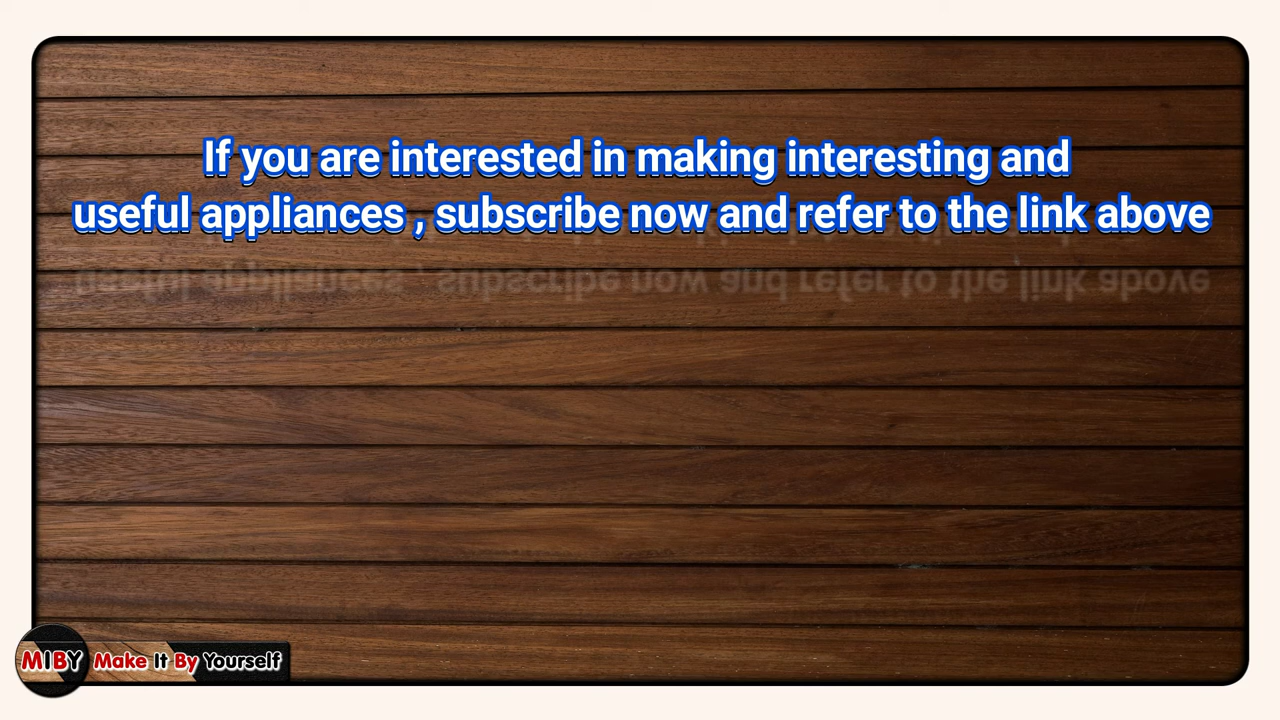 If you are interested in making interesting and
useful appliances , subscribe now and refer to the link above
MIBY Make It By Yourself